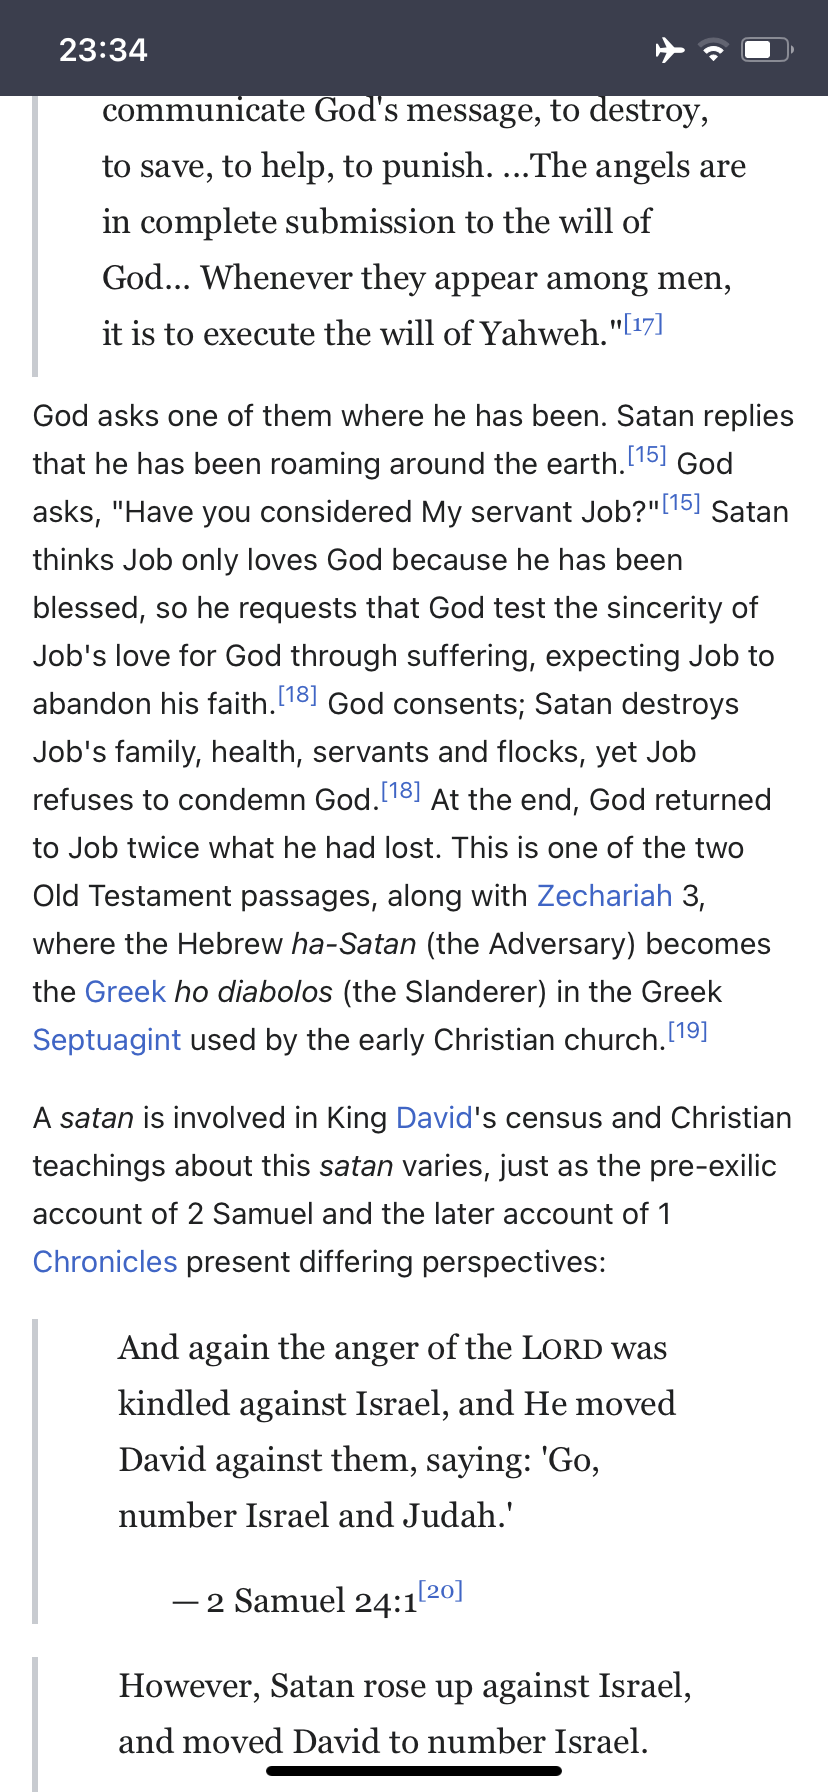 23:34
communicate God's message, to destroy,
to save, to help, to punish. ...The angels are
in complete submission to the will of
God... Whenever they appear among men,
it is to execute the will of Yahweh."[17]
God asks one of them where he has been. Satan replies
that he has been roaming around the earth.[15] God
asks, "Have you considered My servant Job?"[15] Satan
thinks Job only loves God because he has been
blessed, so he requests that God test the sincerity of
Job's love for God through suffering, expecting Job to
abandon his faith.[18] God consents; Satan destroys
Job's family, health, servants and flocks, yet Job
refuses to condemn God.[18] At the end, God returned
to Job twice what he had lost. This is one of the two
Old Testament passages, along with Zechariah 3,
where the Hebrew ha-Satan (the Adversary) becomes
the Greek ho diabolos (the Slanderer) in the Greek
Septuagint used by the early Christian church.[19]
A satan is involved in King David's census and Christian
teachings about this satan varies, just as the pre-exilic
account of 2 Samuel and the later account of 1
Chronicles present differing perspectives:
And again the anger of the LORD was
kindled against Israel, and He moved
David against them, saying: 'Go,
number Israel and Judah.'
— 2 Samuel 24:1[20]
However, Satan rose up against Israel,
and moved David to number Israel.